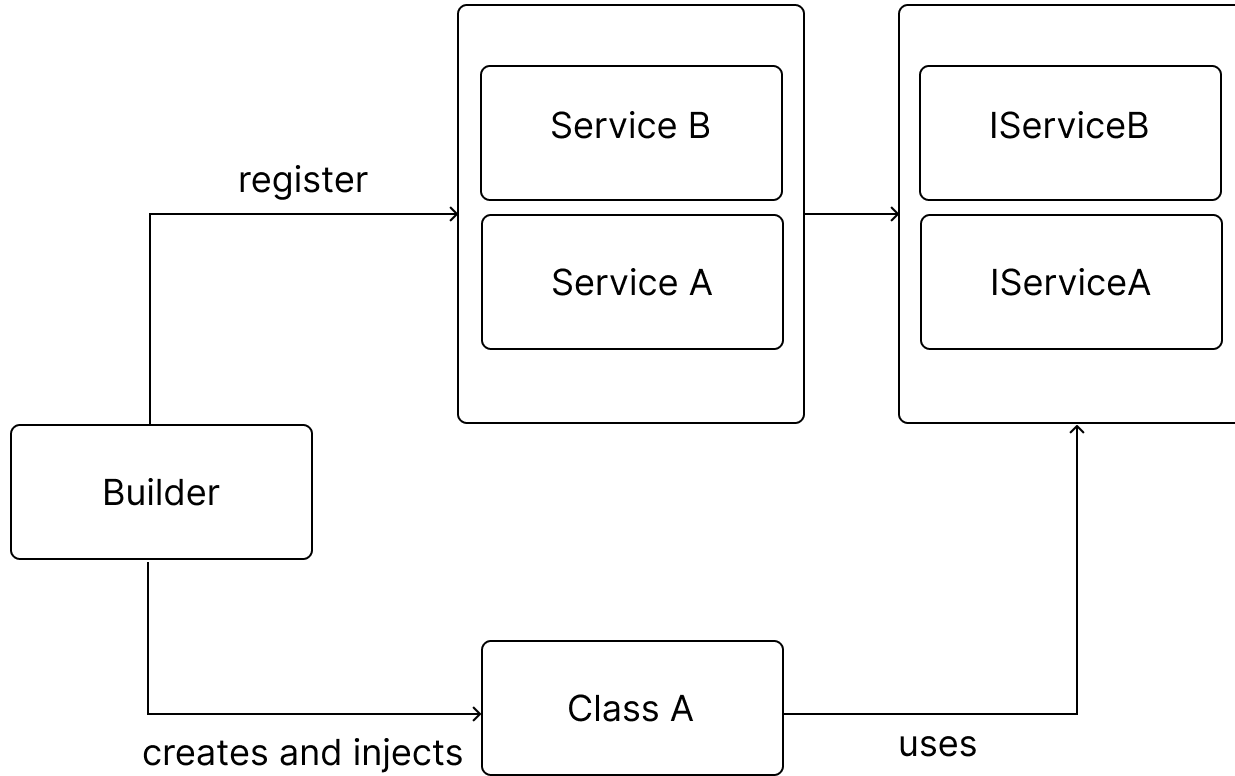 Service B
IServiceB
register
Service A
IServiceA
Builder
Class A
creates and injects
uses